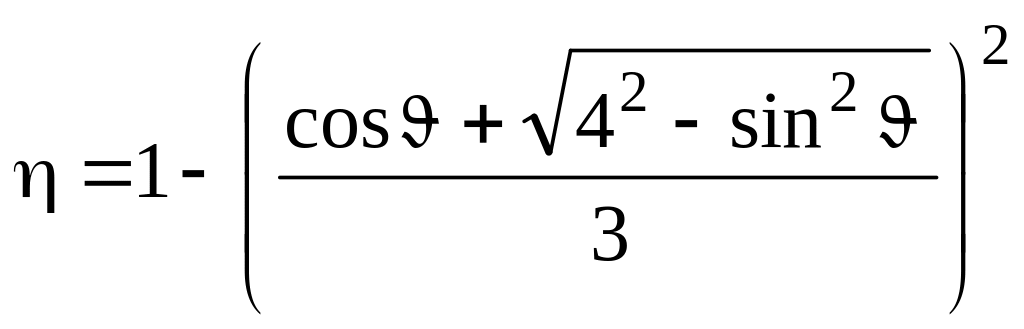 η = 1 - ( (cos ϑ + √(4² - sin² ϑ)) / 3 )²